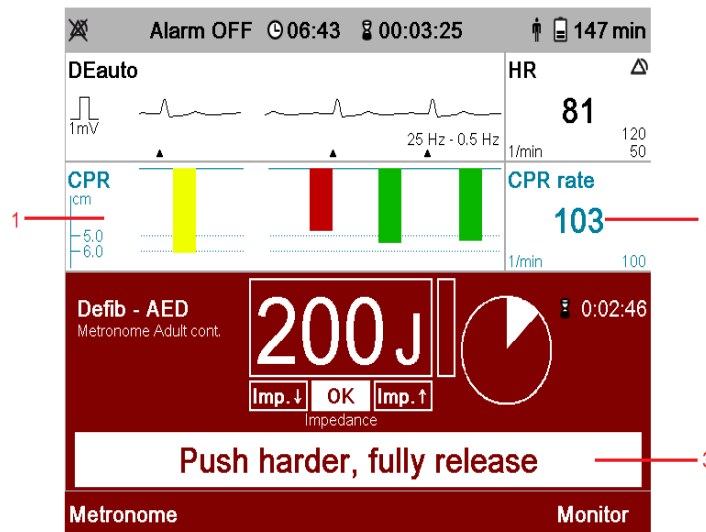 Alarm OFF 06:43 00:03:25 147 min
DEauto
1mV
25 Hz - 0.5 Hz
HR
81
120
1/min 50
CPR
cm
5.0
6.0
CPR rate
103
1/min 100
1
Defib - AED
Metronome Adult cont.
200 J
0:02:46
Imp.↓ OK Imp.↑
Impedance
Push harder, fully release
Metronome Monitor